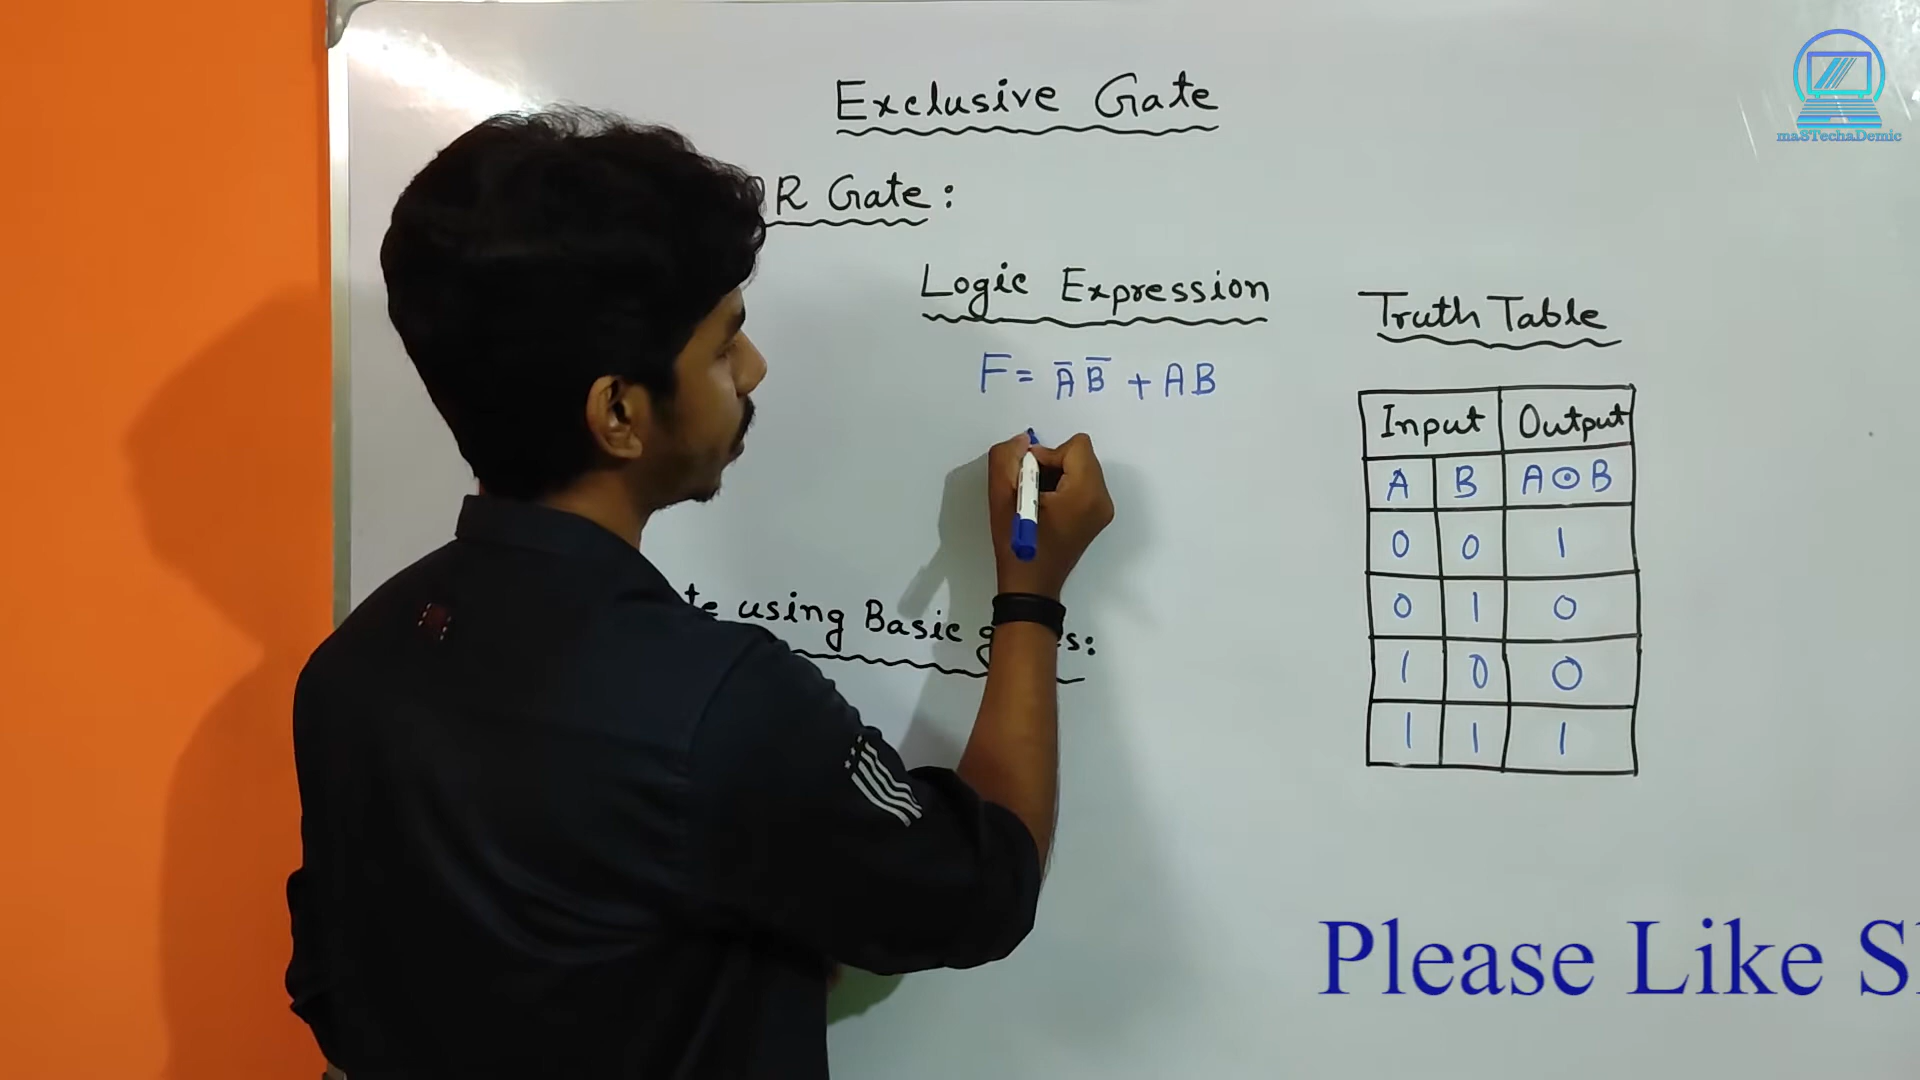 Exclusive Gate
R Gate:
Logic Expression
F = A̅ B̅ + AB
using Basic
Truth Table
Input Output
A B A⊙B
0 0 1
0 1 0
1 0 0
1 1 1
maSTechaDemic
Please Like